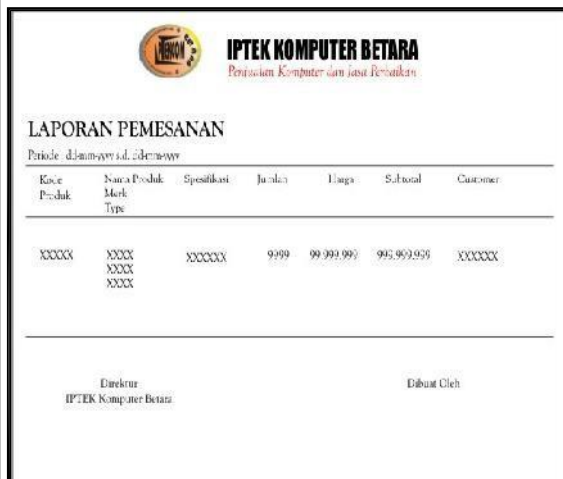 IPTEK KOMPUTER BETARA
Penjualan Komputer dan Jasa Perbaikan
LAPORAN PEMESANAN
Periode dd-mm-yyyy s.d. dd-mm-yyyy
Kode Produk
Nama Produk
Merk
Type
Spesifikasi
Jumlah
Harga
Subtotal
Customer
XXXXX
XXXX
XXXX
XXXX
XXXXXX
9999
99.999.999
999.999.999
XXXXXX
Direktur
IPTEK Komputer Betara
Dibuat Oleh